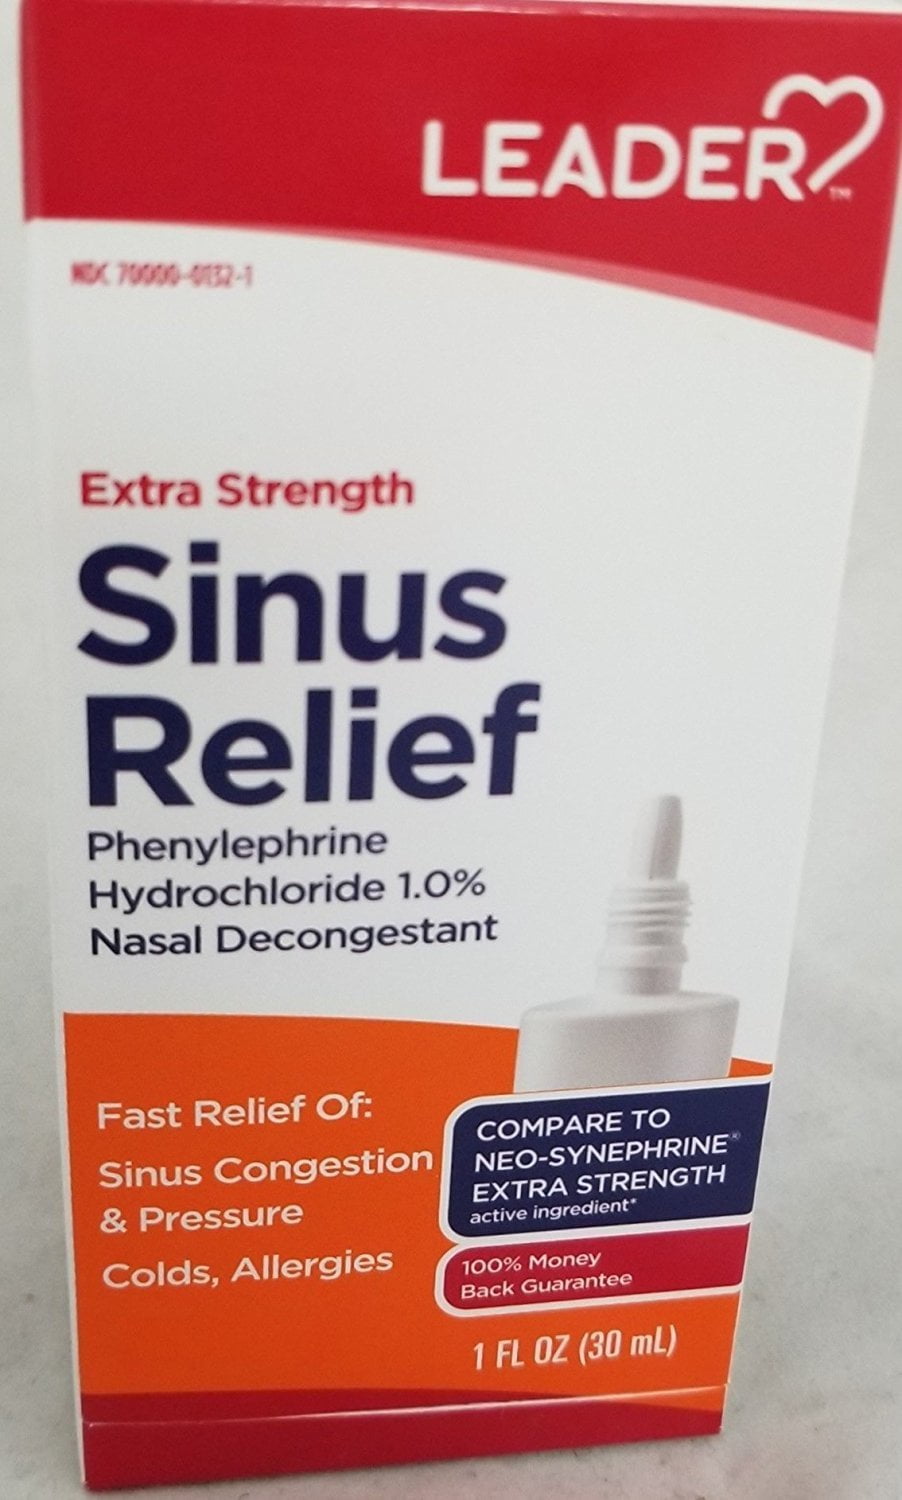 LEADER™
NDC 70000-0132-1
Extra Strength
Sinus
Relief
Phenylephrine
Hydrochloride 1.0%
Nasal Decongestant
Fast Relief Of:
Sinus Congestion
& Pressure
Colds, Allergies
COMPARE TO
NEO-SYNEPHRINE®
EXTRA STRENGTH
active ingredient*
100% Money
Back Guarantee
1 FL OZ (30 mL)